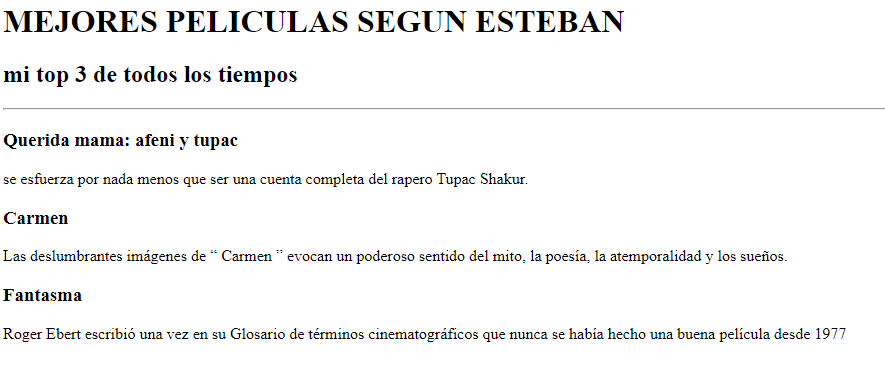 MEJORES PELICULAS SEGUN ESTEBAN
mi top 3 de todos los tiempos
Querida mama: afeni y tupac
se esfuerza por nada menos que ser una cuenta completa del rapero Tupac Shakur.
Carmen
Las deslumbrantes imágenes de “ Carmen ” evocan un poderoso sentido del mito, la poesía, la atemporalidad y los sueños.
Fantasma
Roger Ebert escribió una vez en su Glosario de términos cinematográficos que nunca se había hecho una buena película desde 1977